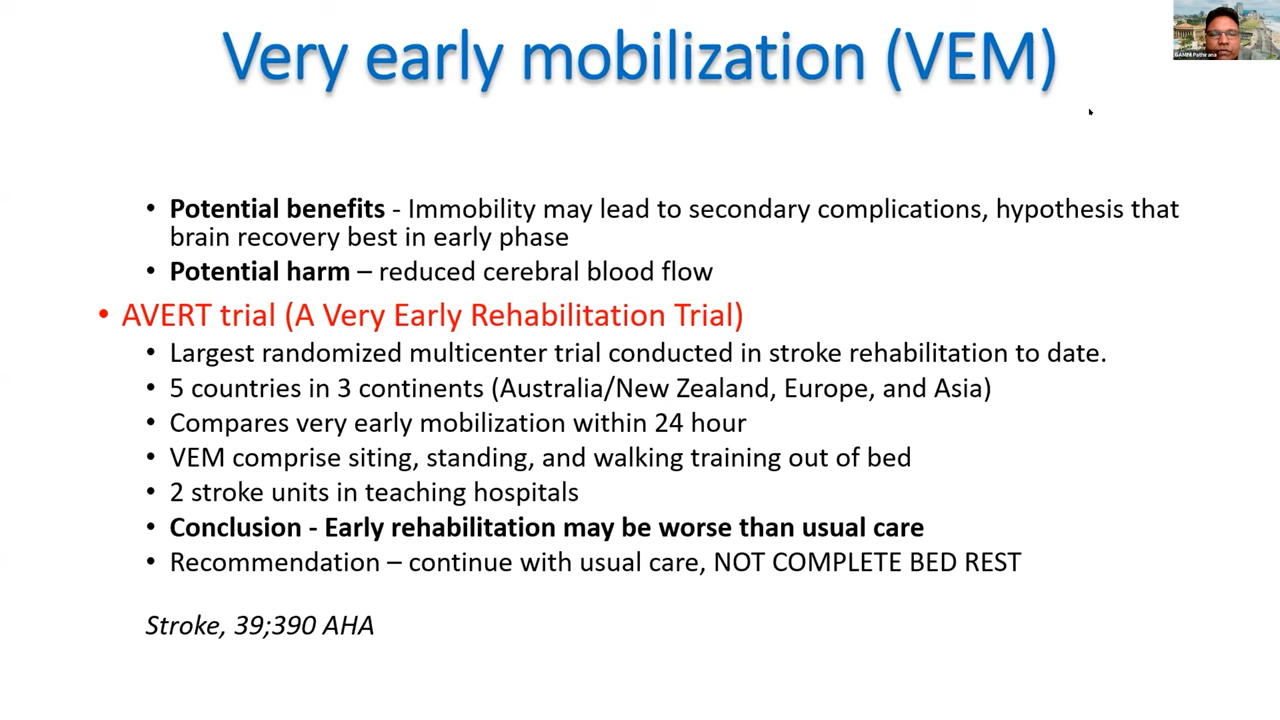 Very early mobilization (VEM)
GAMINI Pathirana
• Potential benefits - Immobility may lead to secondary complications, hypothesis that
brain recovery best in early phase
• Potential harm – reduced cerebral blood flow
• AVERT trial (A Very Early Rehabilitation Trial)
• Largest randomized multicenter trial conducted in stroke rehabilitation to date.
• 5 countries in 3 continents (Australia/New Zealand, Europe, and Asia)
• Compares very early mobilization within 24 hour
• VEM comprise siting, standing, and walking training out of bed
• 2 stroke units in teaching hospitals
• Conclusion - Early rehabilitation may be worse than usual care
• Recommendation – continue with usual care, NOT COMPLETE BED REST
Stroke, 39;390 AHA